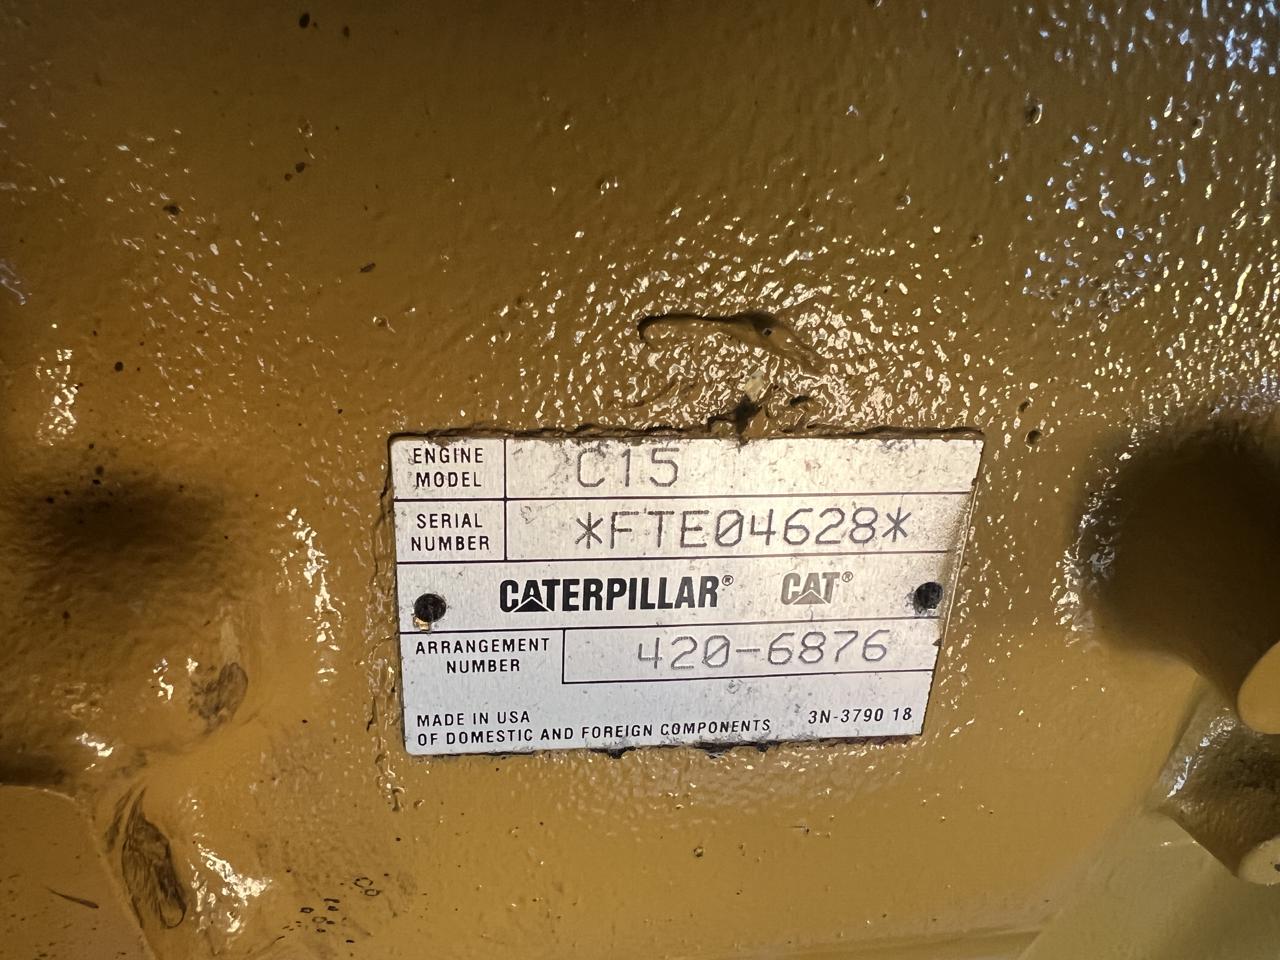 ENGINE MODEL C15
SERIAL NUMBER *FTE04628*
CATERPILLAR® CAT®
ARRANGEMENT NUMBER 420-6876
MADE IN USA
OF DOMESTIC AND FOREIGN COMPONENTS 3N-3790 18